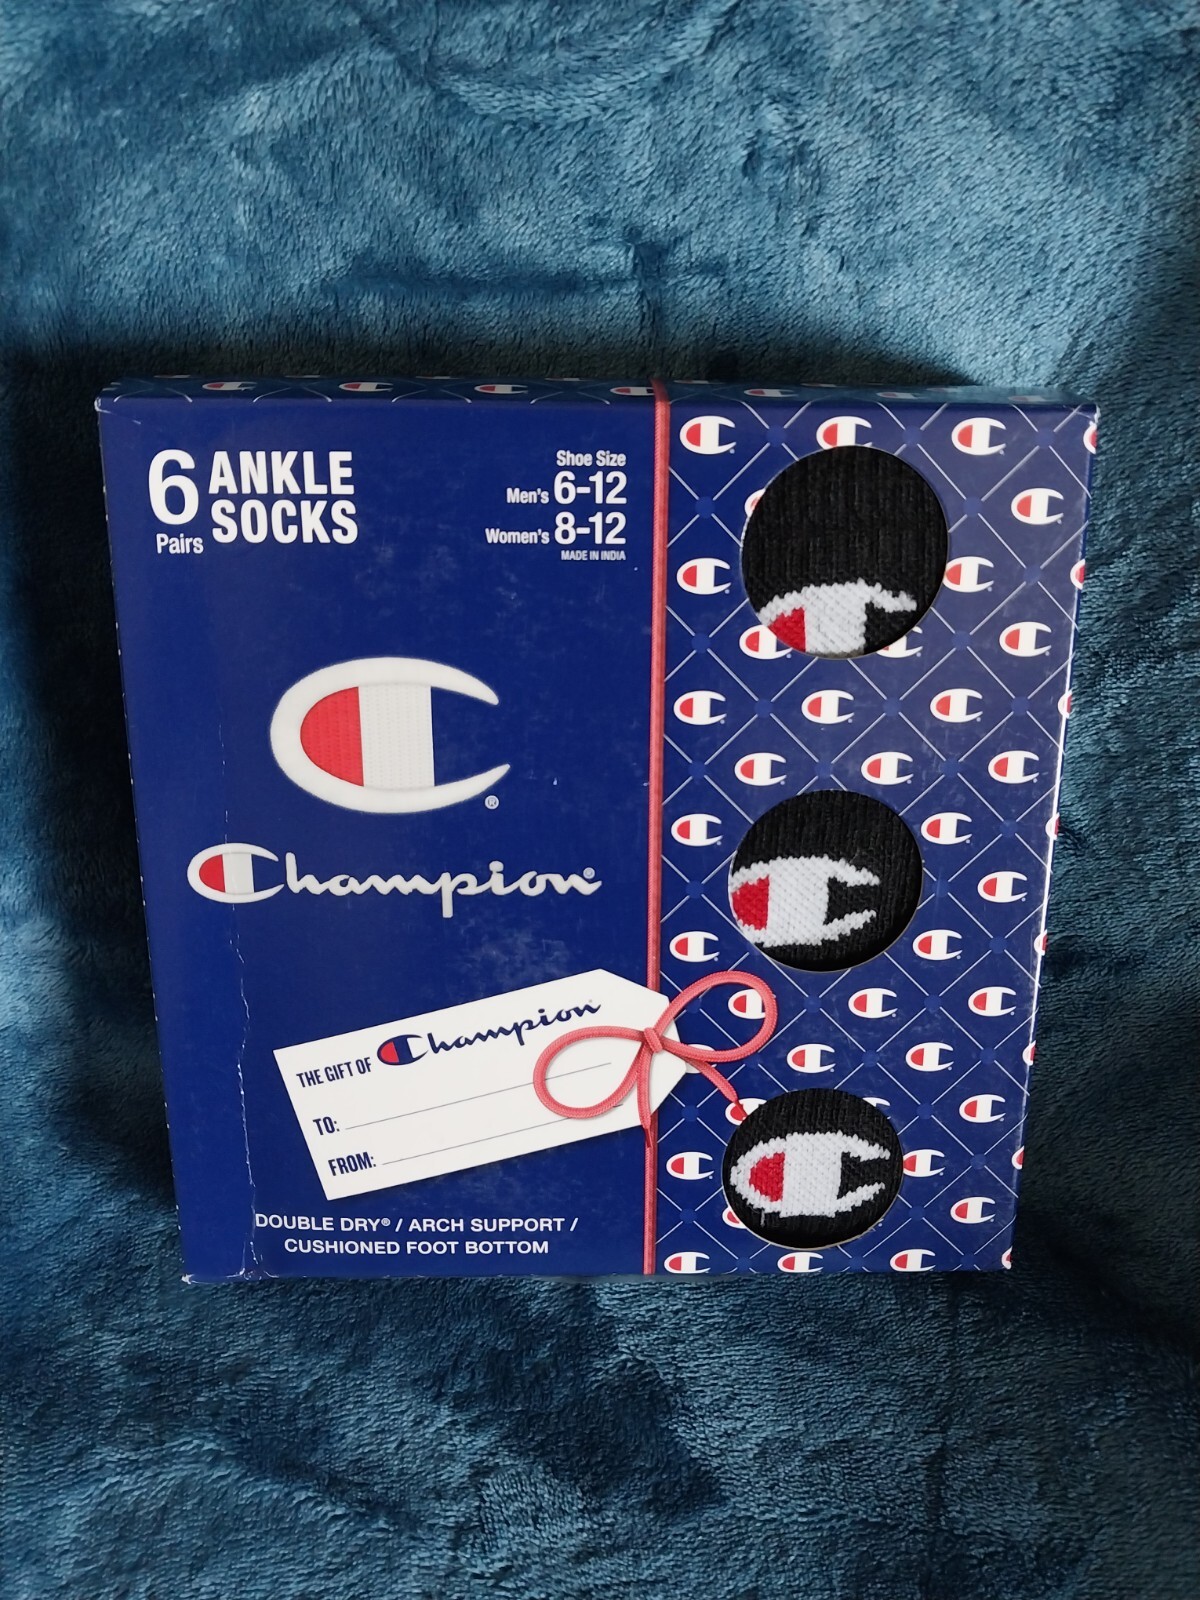 6 Pairs
ANKLE
SOCKS
Shoe Size
Men's 6-12
Women's 8-12
MADE IN INDIA
®
Champion®
THE GIFT OF Champion
TO:
FROM:
DOUBLE DRY® / ARCH SUPPORT /
CUSHIONED FOOT BOTTOM